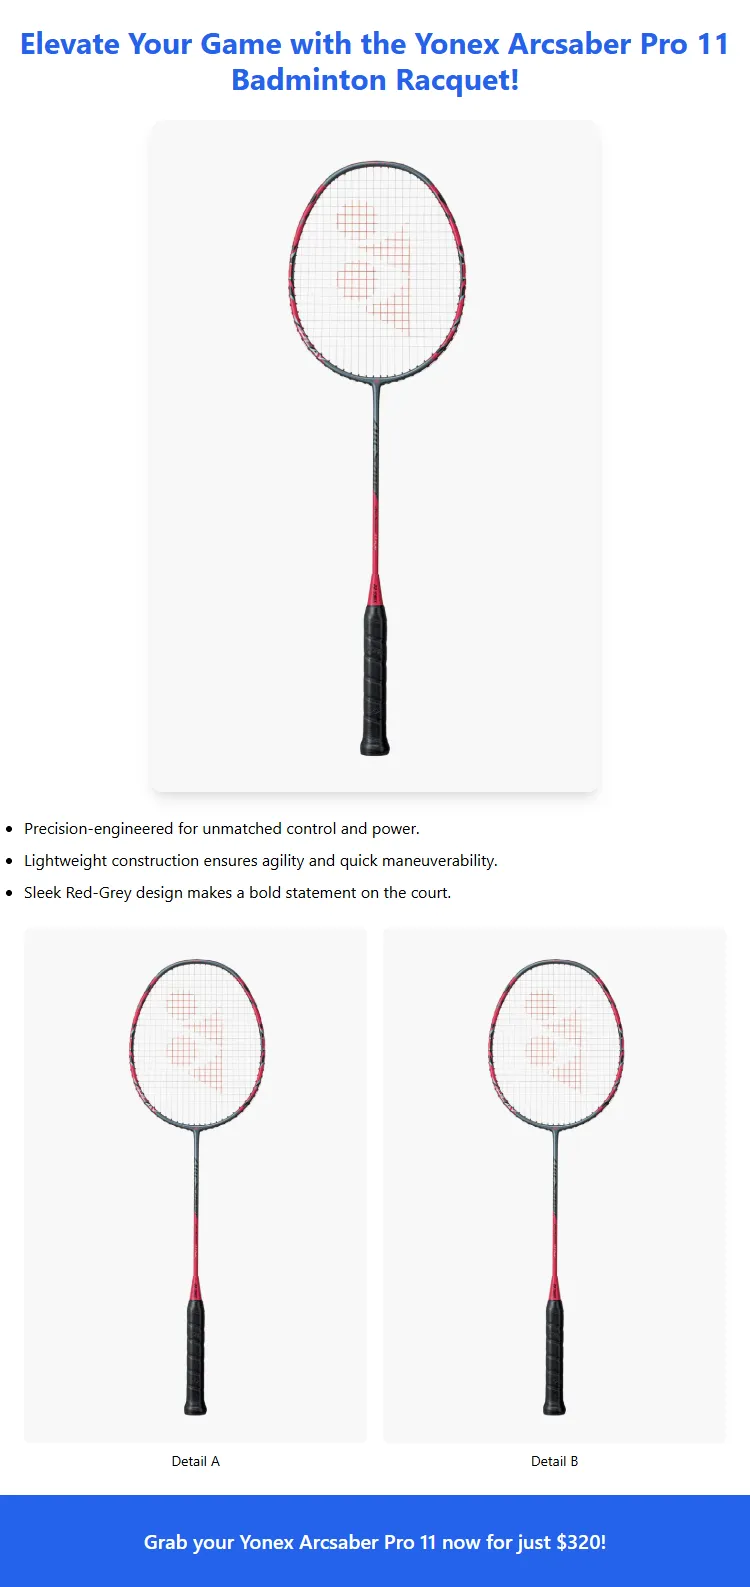 Elevate Your Game with the Yonex Arcsaber Pro 11
Badminton Racquet!
Precision-engineered for unmatched control and power.
Lightweight construction ensures agility and quick maneuverability.
Sleek Red-Grey design makes a bold statement on the court.
Detail A
Detail B
Grab your Yonex Arcsaber Pro 11 now for just $320!